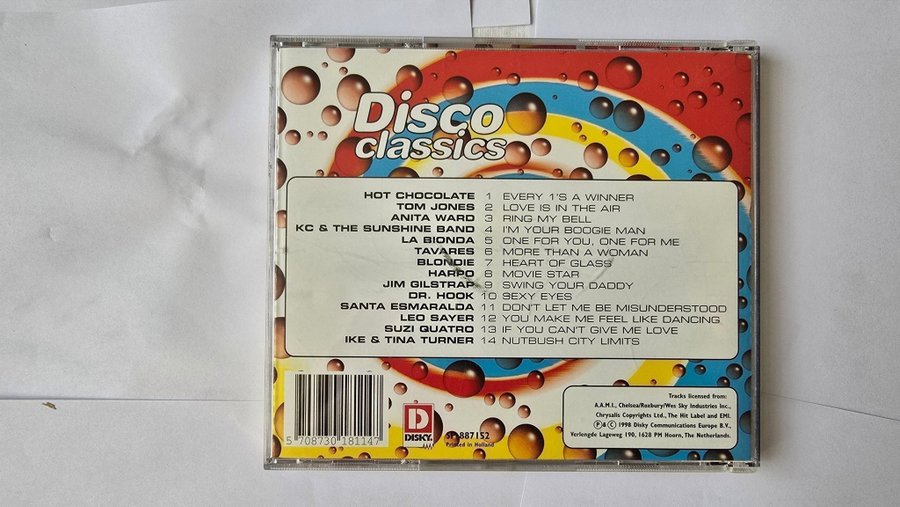 Disco
classics
HOT CHOCOLATE 1 EVERY 1'S A WINNER
TOM JONES 2 LOVE IS IN THE AIR
ANITA WARD 3 RING MY BELL
KC & THE SUNSHINE BAND 4 I'M YOUR BOOGIE MAN
LA BIONDA 5 ONE FOR YOU, ONE FOR ME
TAVARES 6 MORE THAN A WOMAN
BLONDIE 7 HEART OF GLASS
HARPO 8 MOVIE STAR
JIM GILSTRAP 9 SWING YOUR DADDY
DR. HOOK 10 SEXY EYES
SANTA ESMARALDA 11 DON'T LET ME BE MISUNDERSTOOD
LEO SAYER 12 YOU MAKE ME FEEL LIKE DANCING
SUZI QUATRO 13 IF YOU CAN'T GIVE ME LOVE
IKE & TINA TURNER 14 NUTBUSH CITY LIMITS
5 708730 181147
D
DISKY
887152
Printed in Holland
Tracks licensed from:
A.A.M.I., Chelsea/Roxbury/Wes Sky Industries Inc.,
Chrysalis Copyrights Ltd., The Hit Label and EMI.
℗ & © 1998 Disky Communications Europe B.V.,
Verlengde Lageweg 190, 1628 PM Hoorn, The Netherlands.